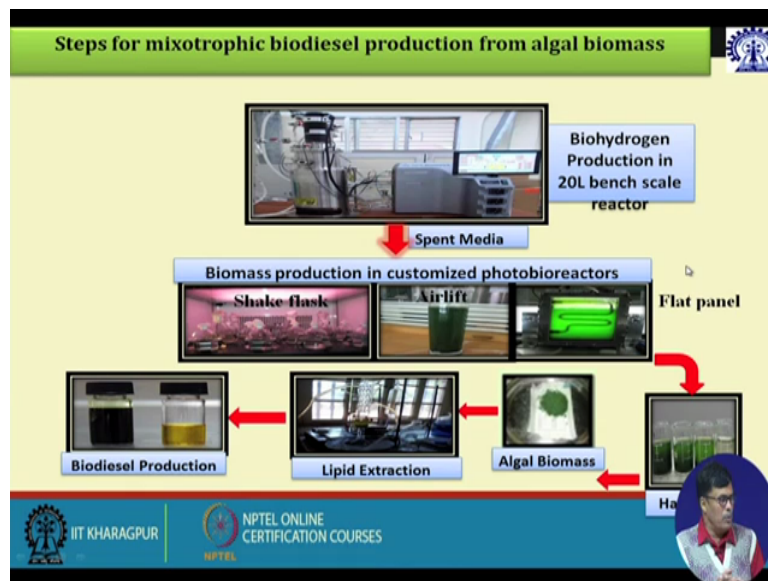 Steps for mixotrophic biodiesel production from algal biomass
Biohydrogen
Production in
20L bench scale
reactor
Spent Media
Biomass production in customized photobioreactors
Shake flask
Airlift
Flat panel
Biodiesel Production
Lipid Extraction
Algal Biomass
IIT KHARAGPUR
NPTEL
NPTEL ONLINE
CERTIFICATION COURSES